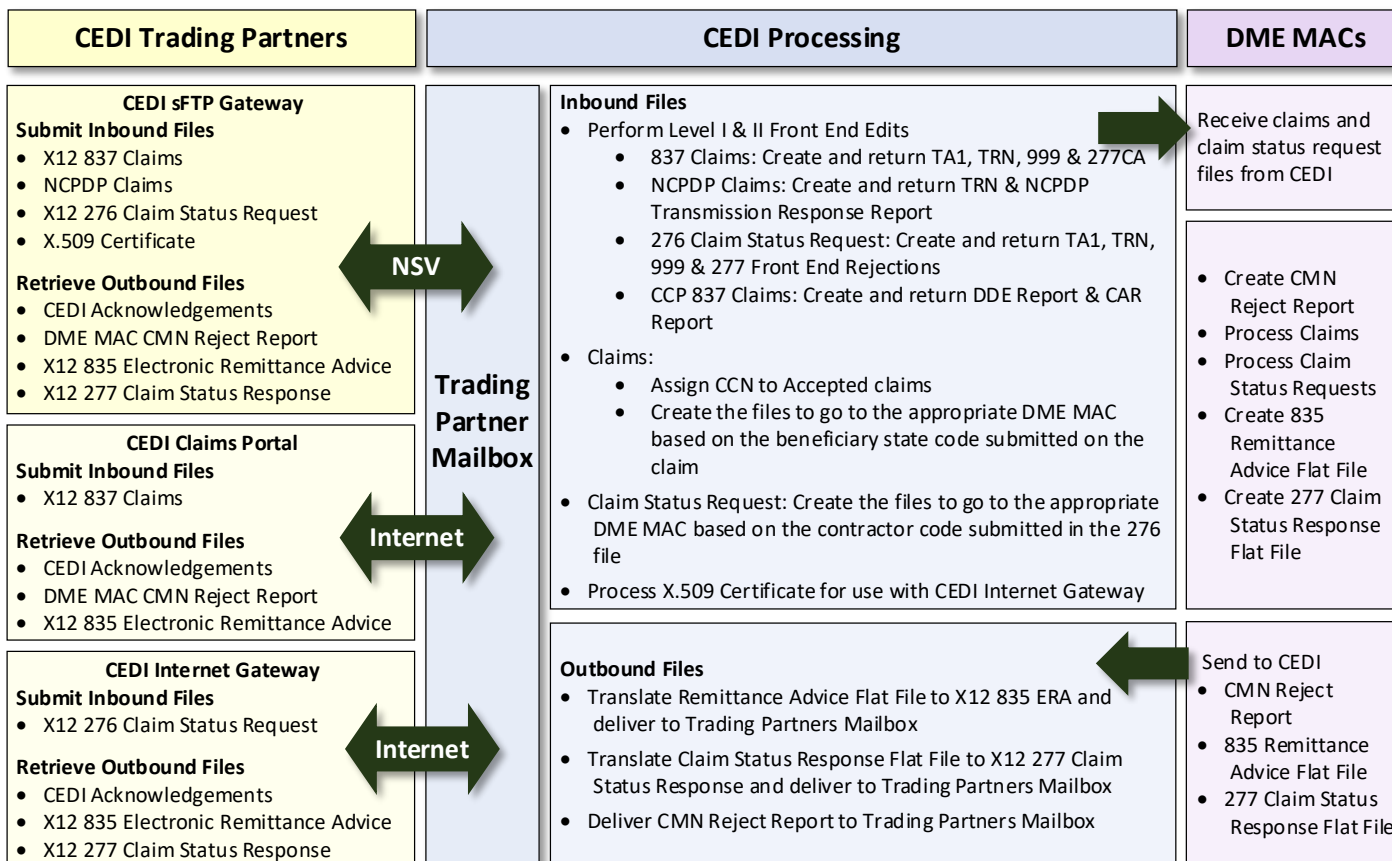 CEDI Trading Partners
CEDI Processing
DME MACs
CEDI sFTP Gateway
Submit Inbound Files
• X12 837 Claims
• NCPDP Claims
• X12 276 Claim Status Request
• X.509 Certificate
Retrieve Outbound Files
• CEDI Acknowledgements
• DME MAC CMN Reject Report
• X12 835 Electronic Remittance Advice
• X12 277 Claim Status Response
NSV
CEDI Claims Portal
Submit Inbound Files
• X12 837 Claims
Retrieve Outbound Files
• CEDI Acknowledgements
• DME MAC CMN Reject Report
• X12 835 Electronic Remittance Advice
Internet
CEDI Internet Gateway
Submit Inbound Files
• X12 276 Claim Status Request
Retrieve Outbound Files
• CEDI Acknowledgements
• X12 835 Electronic Remittance Advice
• X12 277 Claim Status Response
Internet
Trading
Partner
Mailbox
Inbound Files
• Perform Level I & II Front End Edits
• 837 Claims: Create and return TA1, TRN, 999 & 277CA
• NCPDP Claims: Create and return TRN & NCPDP
Transmission Response Report
• 276 Claim Status Request: Create and return TA1, TRN,
999 & 277 Front End Rejections
• CCP 837 Claims: Create and return DDE Report & CAR
Report
• Claims:
• Assign CCN to Accepted claims
• Create the files to go to the appropriate DME MAC
based on the beneficiary state code submitted on the
claim
• Claim Status Request: Create the files to go to the appropriate
DME MAC based on the contractor code submitted in the 276
file
• Process X.509 Certificate for use with CEDI Internet Gateway
Outbound Files
• Translate Remittance Advice Flat File to X12 835 ERA and
deliver to Trading Partners Mailbox
• Translate Claim Status Response Flat File to X12 277 Claim
Status Response and deliver to Trading Partners Mailbox
• Deliver CMN Reject Report to Trading Partners Mailbox
Receive claims and
claim status request
files from CEDI
• Create CMN
Reject Report
• Process Claims
• Process Claim
Status Requests
• Create 835
Remittance
Advice Flat File
• Create 277 Claim
Status Response
Flat File
Send to CEDI
• CMN Reject
Report
• 835 Remittance
Advice Flat File
• 277 Claim Status
Response Flat File